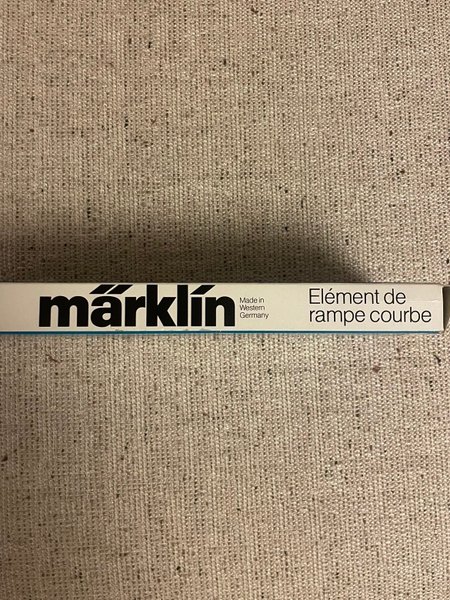 märklin
Made in
Western
Germany
Elément de
rampe courbe